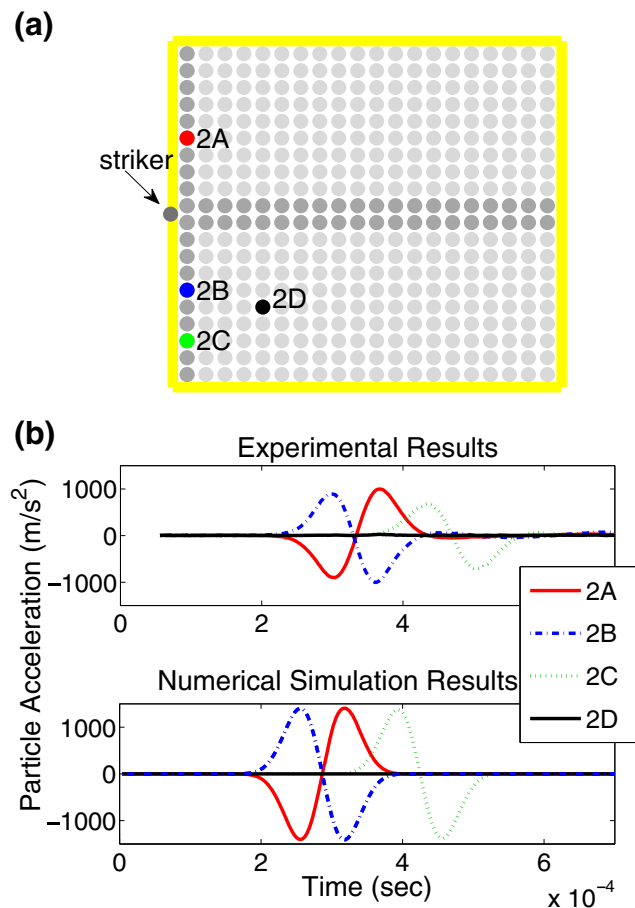 (a)
2A
striker
2B
2D
2C
(b)
Experimental Results
1000
0
−1000
0
2
4
Particle Acceleration (m/s²)
2A
2B
2C
2D
Numerical Simulation Results
1000
0
−1000
0
2
4
6
Time (sec)
x 10⁻⁴